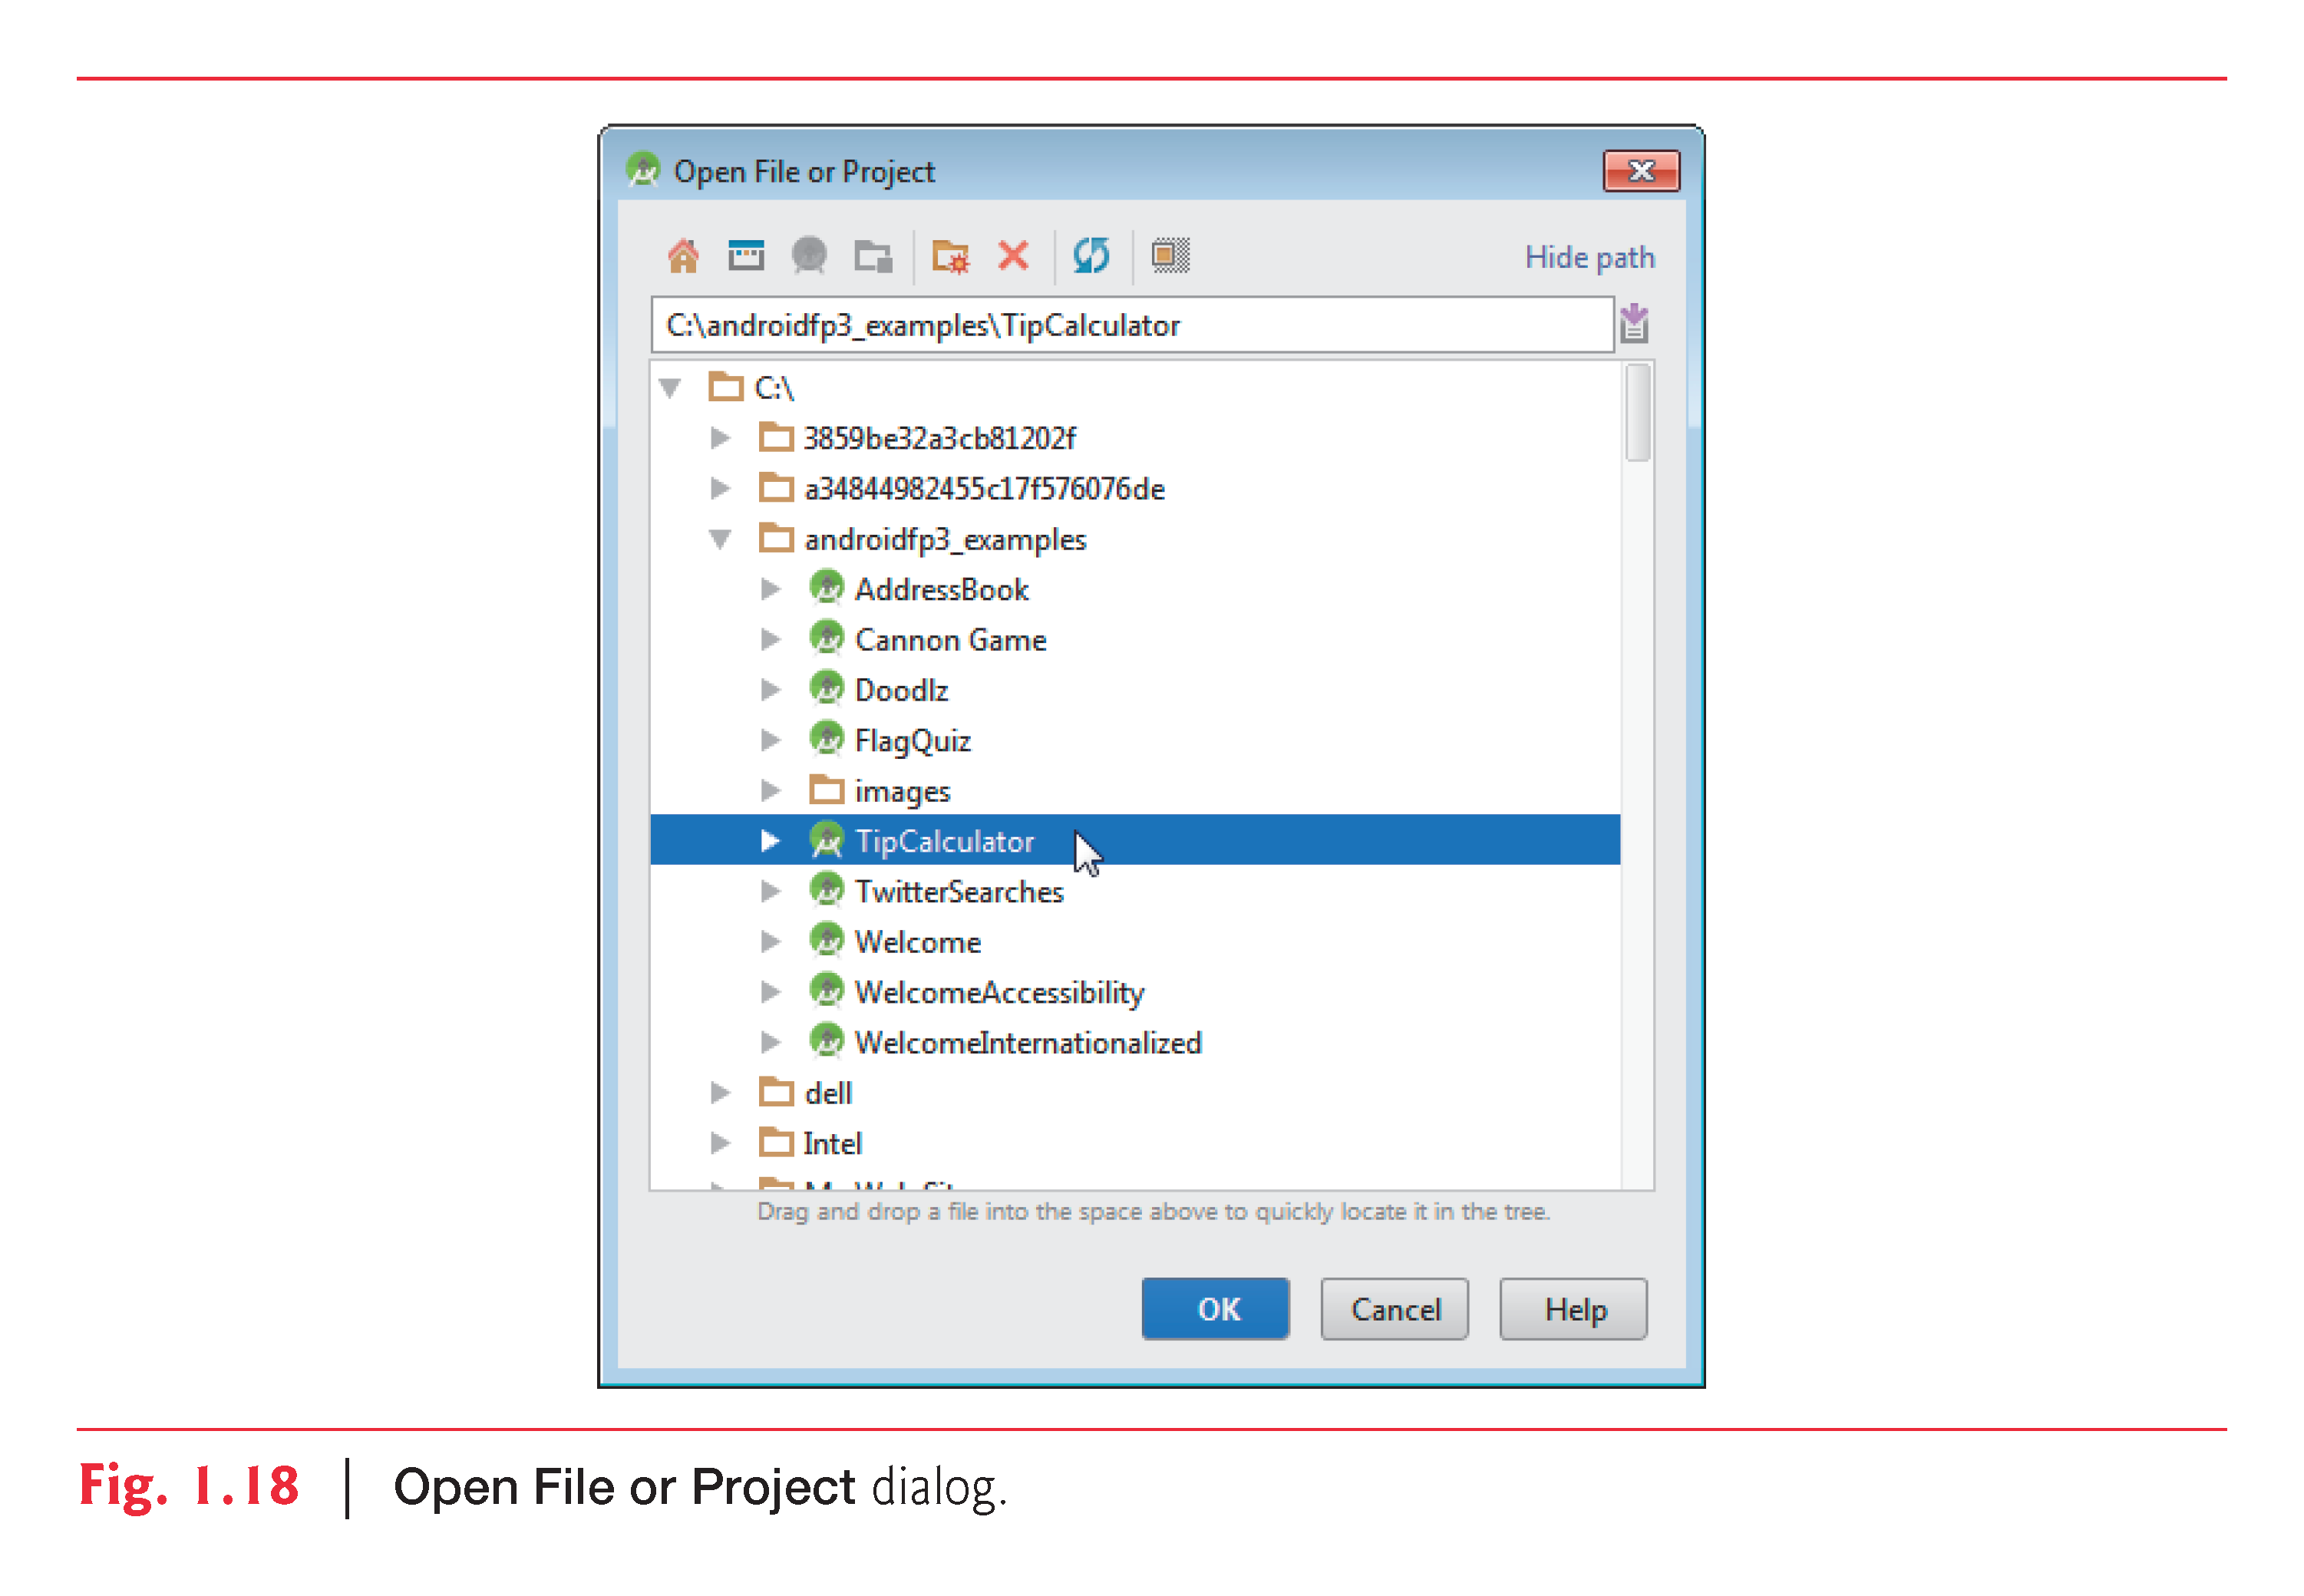 Open File or Project
Hide path
C:\androidfp3_examples\TipCalculator
C:\
3859be32a3cb81202f
a34844982455c17f576076de
androidfp3_examples
AddressBook
Cannon Game
Doodlz
FlagQuiz
images
TipCalculator
TwitterSearches
Welcome
WelcomeAccessibility
WelcomeInternationalized
dell
Intel
Drag and drop a file into the space above to quickly locate it in the tree.
OK Cancel Help
Fig. 1.18 | Open File or Project dialog.